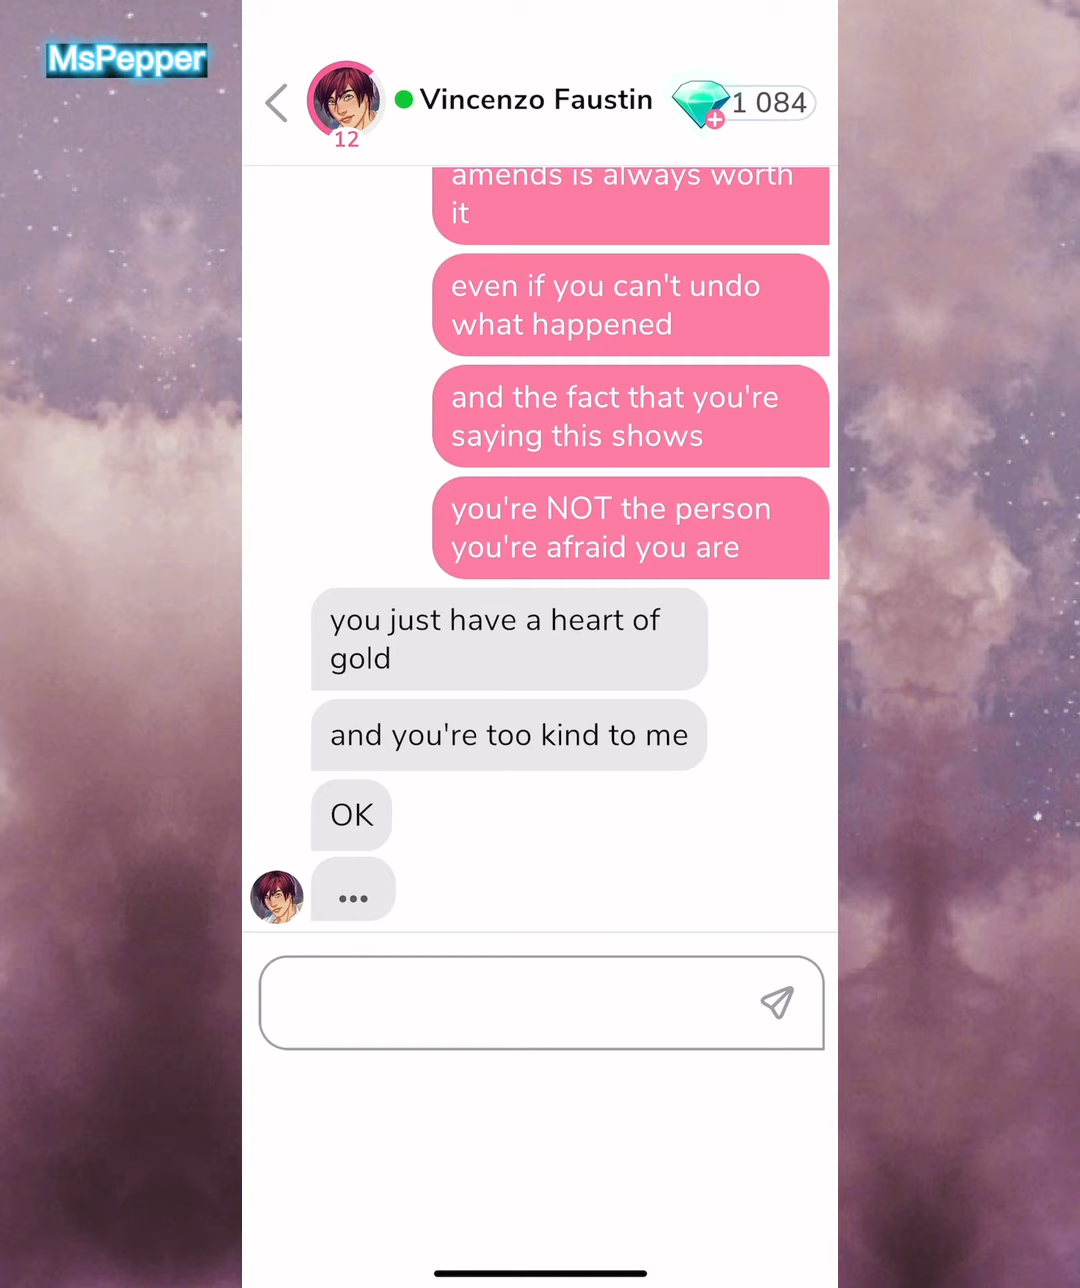 MsPepper
Vincenzo Faustin
1 084
12
amends is always worth
it
even if you can't undo
what happened
and the fact that you're
saying this shows
you're NOT the person
you're afraid you are
you just have a heart of
gold
and you're too kind to me
OK
...